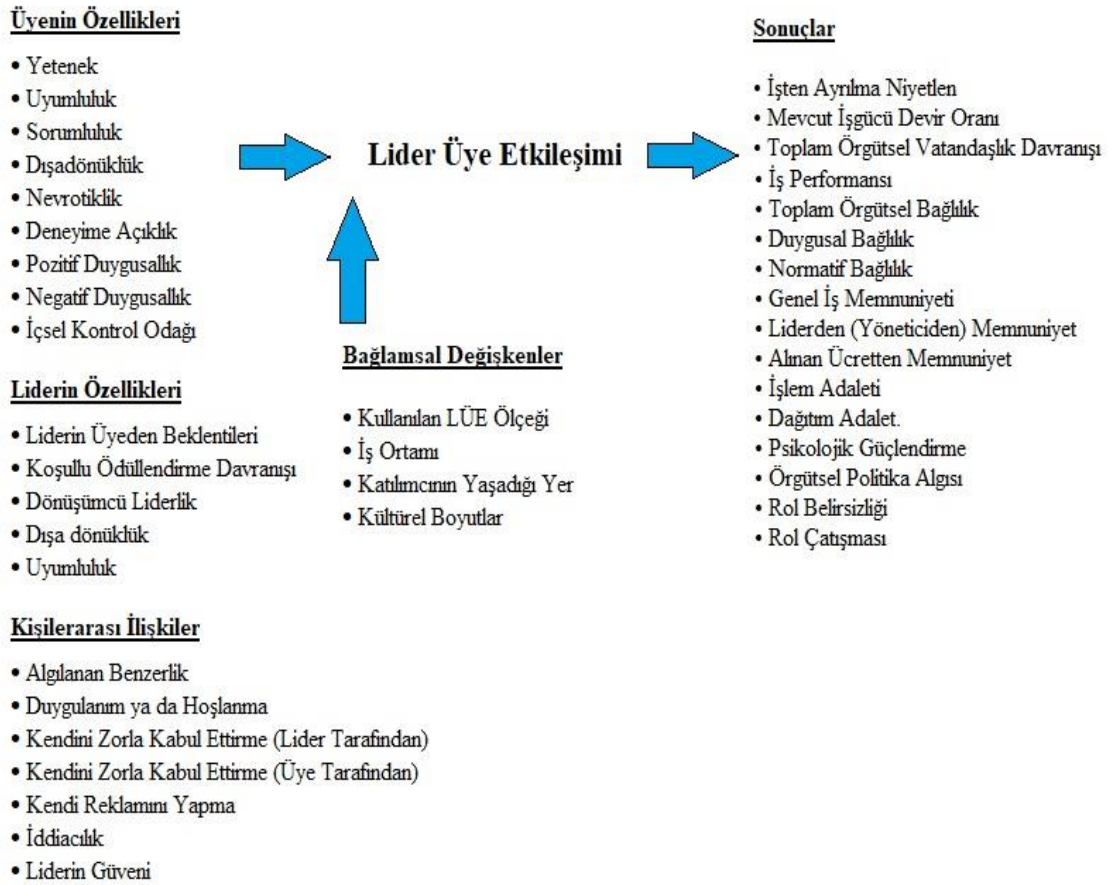 Üyenin Özellikleri
• Yetenek
• Uyumluluk
• Sorumluluk
• Dışadönüklük
• Nevrotiklik
• Deneyime Açıklık
• Pozitif Duygusallık
• Negatif Duygusallık
• İçsel Kontrol Odağı
Liderin Özellikleri
• Liderin Üyeden Beklentileri
• Koşullu Ödüllendirme Davranışı
• Dönüşümcü Liderlik
• Dışa dönüklük
• Uyumluluk
Kişilerarası İlişkiler
• Algılanan Benzerlik
• Duygulanım ya da Hoşlanma
• Kendini Zorla Kabul Ettirme (Lider Tarafından)
• Kendini Zorla Kabul Ettirme (Üye Tarafından)
• Kendi Reklamını Yapma
• İddiacılık
• Liderin Güveni
Lider Üye Etkileşimi
Bağlamsal Değişkenler
• Kullanılan LÜE Ölçeği
• İş Ortamı
• Katılımcının Yaşadığı Yer
• Kültürel Boyutlar
Sonuçlar
• İşten Ayrılma Niyetlen
• Mevcut İşgücü Devir Oranı
• Toplam Örgütsel Vatandaşlık Davranışı
• İş Performansı
• Toplam Örgütsel Bağlılık
• Duygusal Bağlılık
• Normatif Bağlılık
• Genel İş Memnuniyeti
• Liderden (Yöneticiden) Memnuniyet
• Alınan Ücretten Memnuniyet
• İşlem Adaleti
• Dağıtım Adalet.
• Psikolojik Güçlendirme
• Örgütsel Politika Algısı
• Rol Belirsizliği
• Rol Çatışması